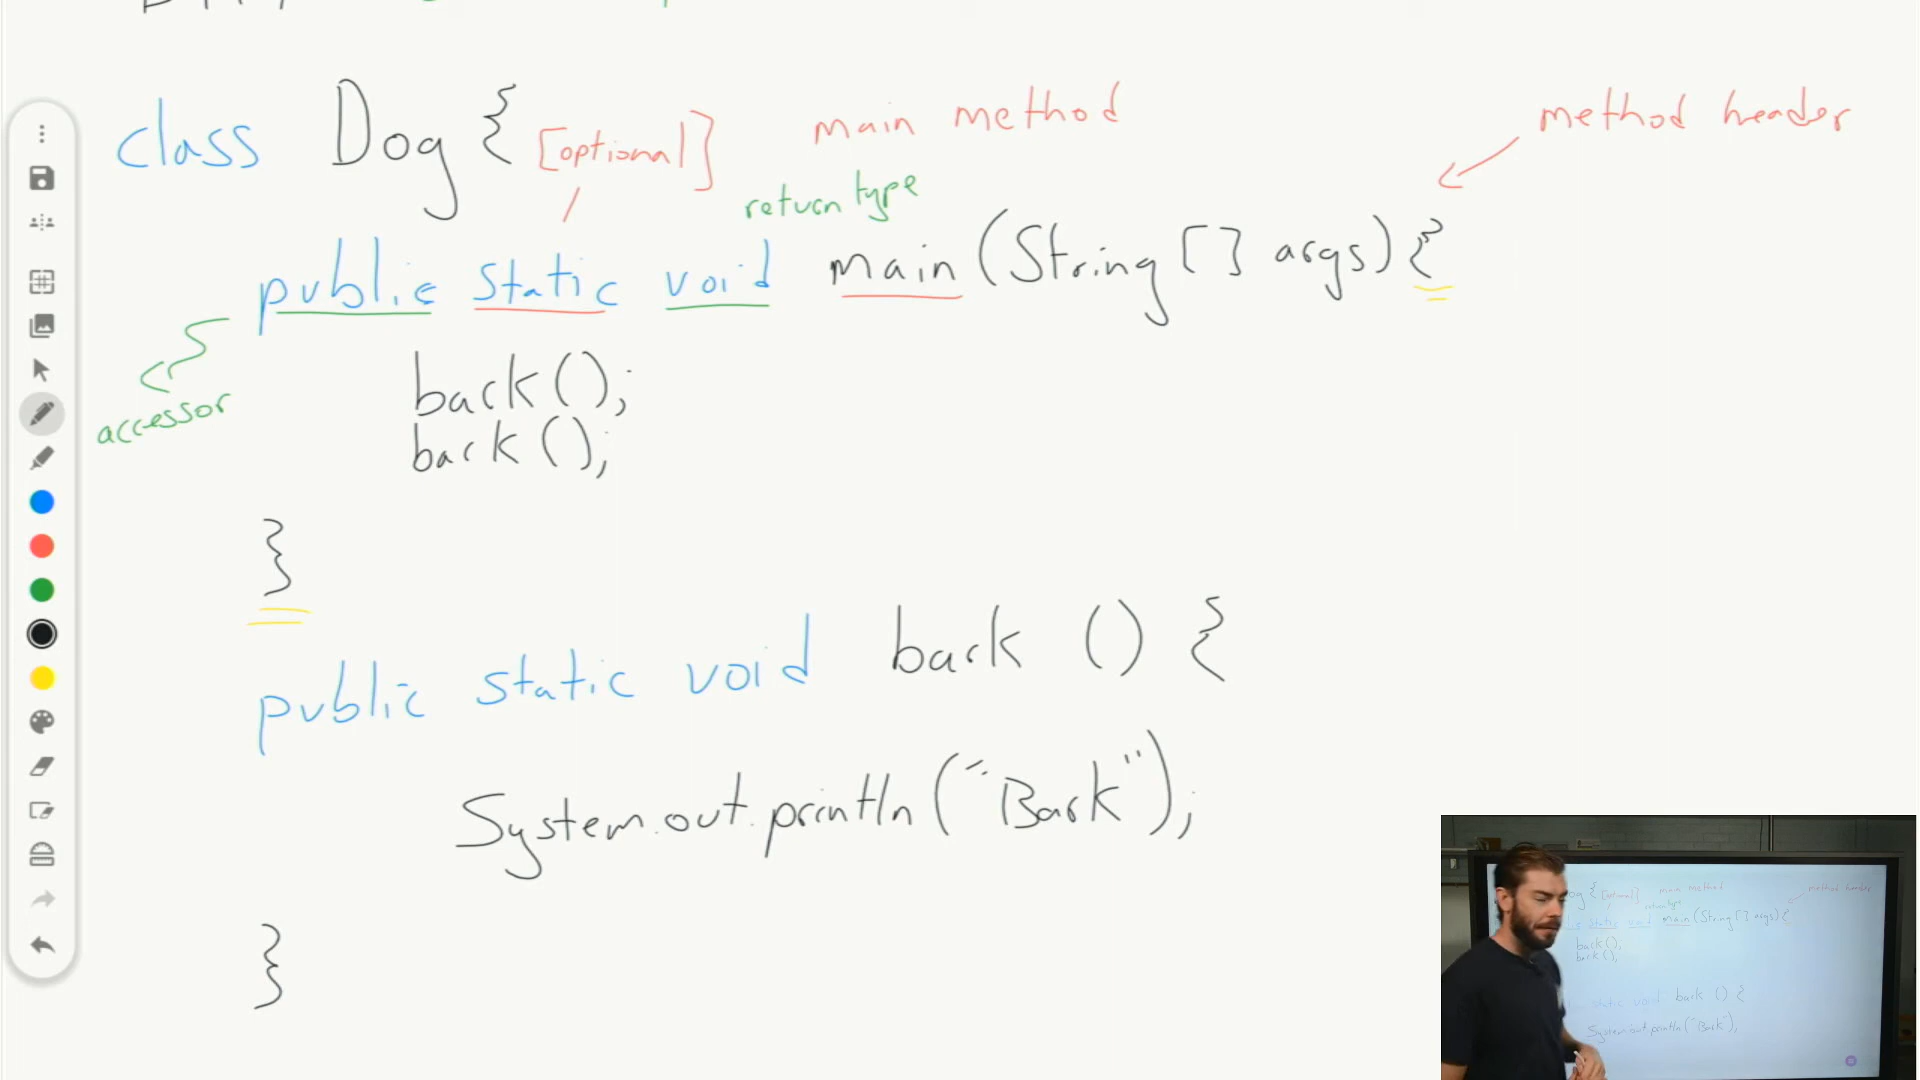 class Dog {
[optional]
main method
method header
return type
public static void main (String [] args) {
accessor
bark ();
bark ();
}
public static void bark () {
System.out.println ("Bark");
}